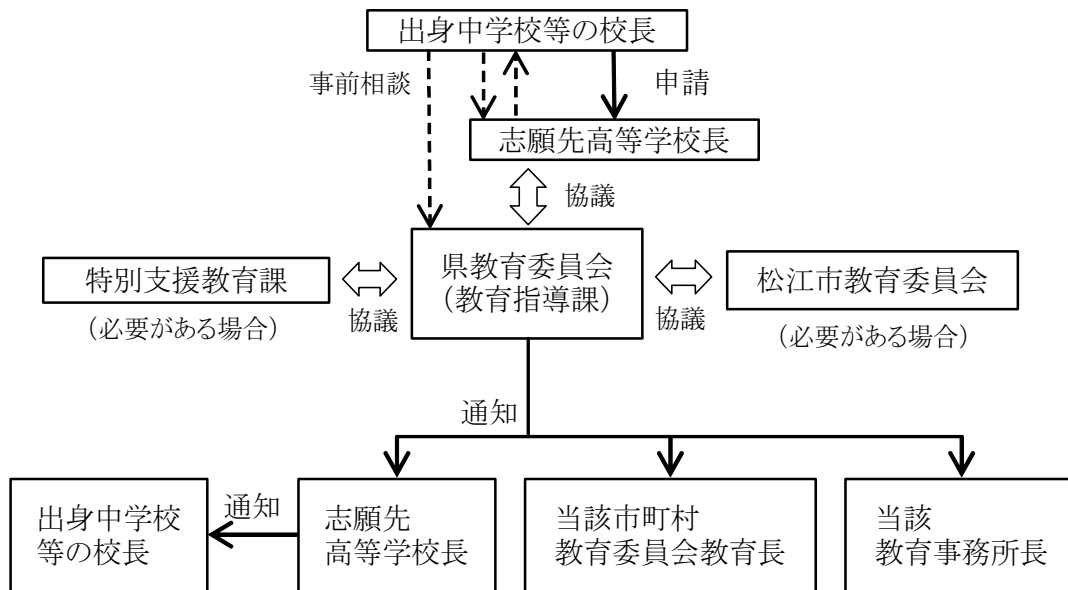 出身中学校等の校長
事前相談
申請
志願先高等学校長
協議
特別支援教育課
(必要がある場合)
協議
県教育委員会
(教育指導課)
協議
松江市教育委員会
(必要がある場合)
通知
出身中学校
等の校長
通知
志願先
高等学校長
当該市町村
教育委員会教育長
当該
教育事務所長